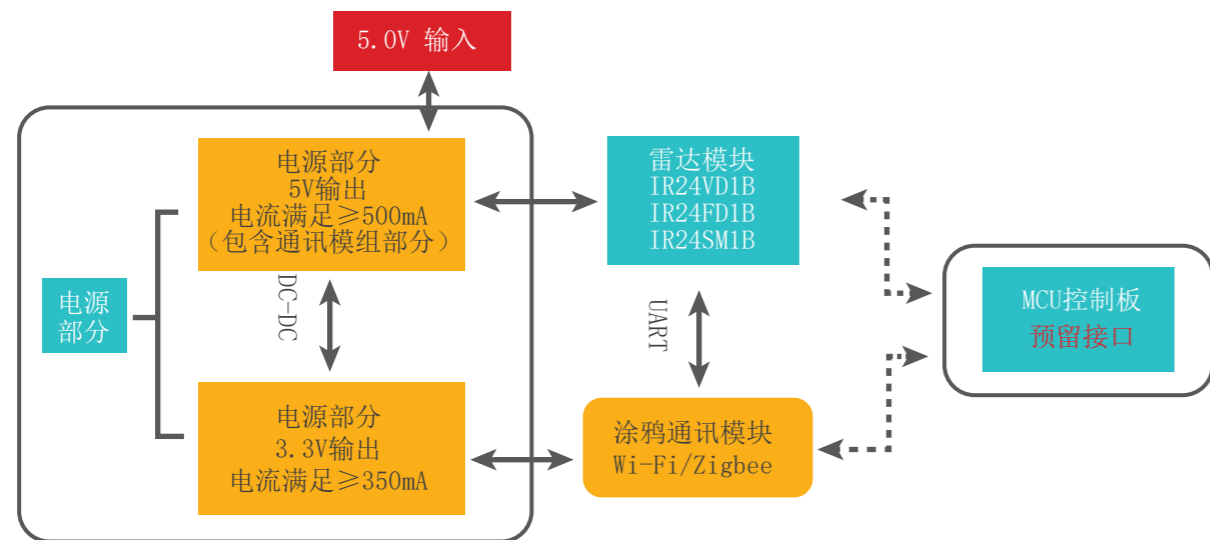 5.0V 输入
电源部分
5V输出
电流满足≥500mA
（包含通讯模组部分）
雷达模块
IR24VD1B
IR24FD1B
IR24SM1B
电源
部分
DC-DC
UART
MCU控制板
预留接口
电源部分
3.3V输出
电流满足≥350mA
涂鸦通讯模块
Wi-Fi/Zigbee